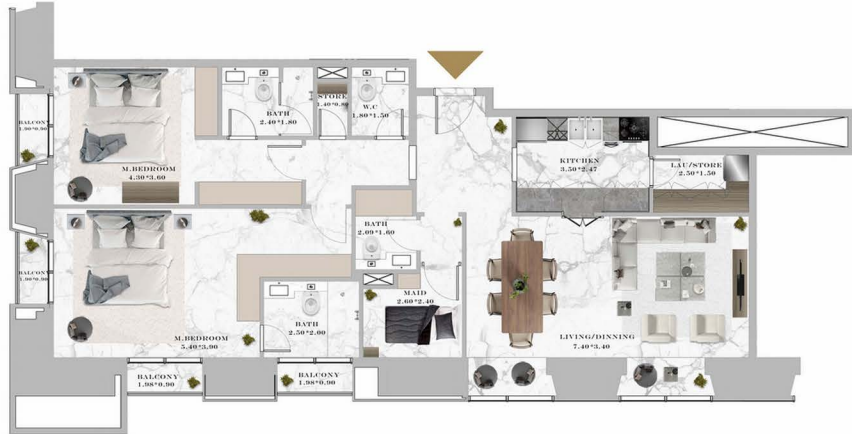 STORE
1.40*0.80
W.C
1.80*1.50
BATH
2.40*1.80
BALCONY
1.90*0.90
M.BEDROOM
4.30*3.60
KITCHEN
3.50*2.47
LAU/STORE
2.50*1.50
BATH
2.09*1.60
BALCONY
1.90*0.90
MAID
2.60*2.40
BATH
2.50*2.00
M.BEDROOM
5.40*3.90
LIVING/DINNING
7.40*3.40
BALCONY
1.98*0.90
BALCONY
1.98*0.90